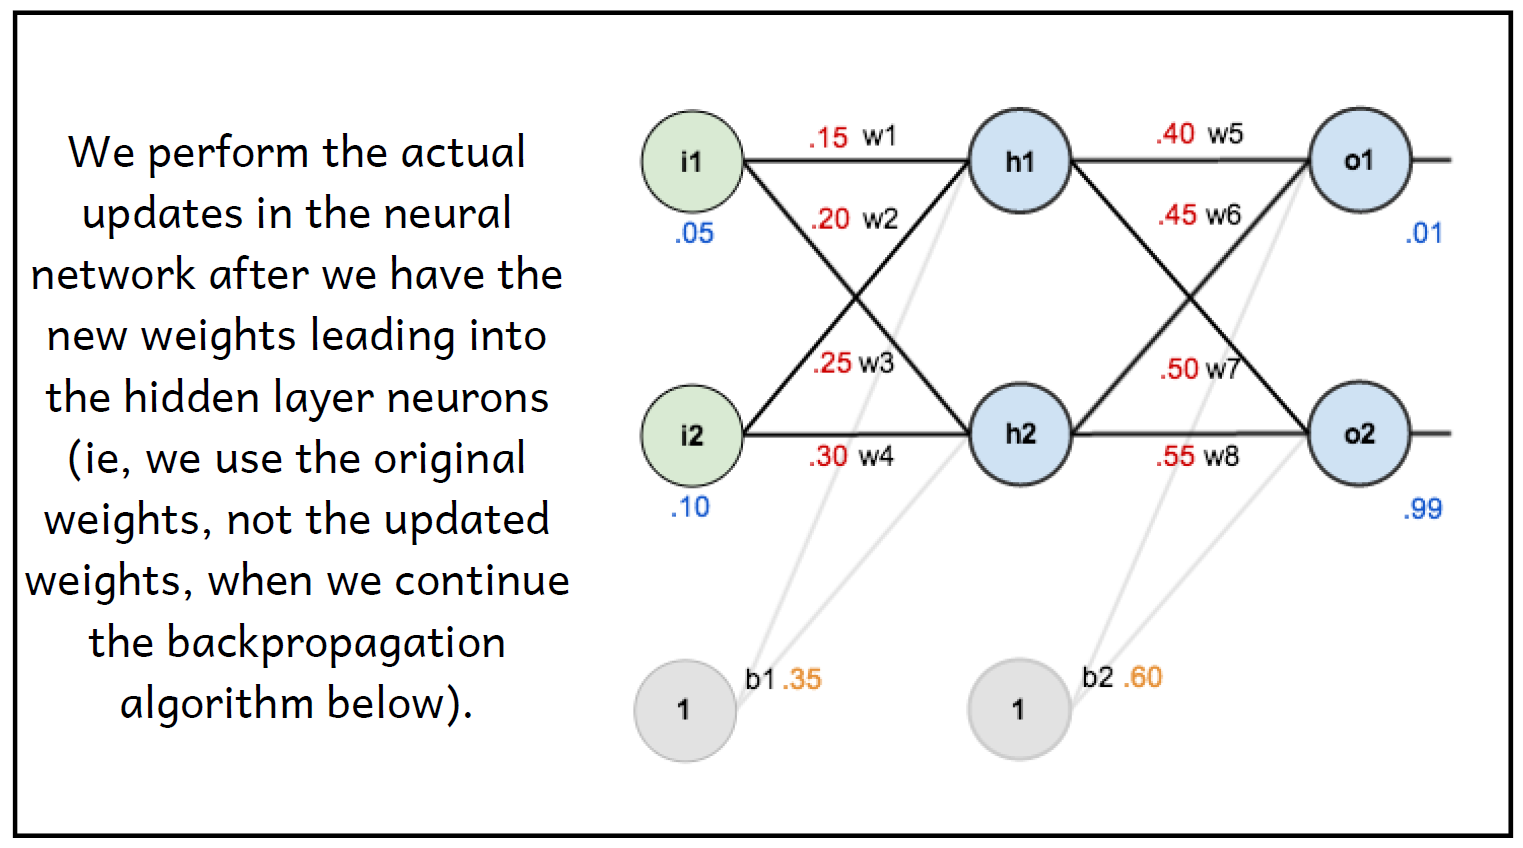 We perform the actual
updates in the neural
network after we have the
new weights leading into
the hidden layer neurons
(ie, we use the original
weights, not the updated
weights, when we continue
the backpropagation
algorithm below).
.15 w1
.40 w5
i1
h1
o1
.20 w2
.45 w6
.05
.01
.25 w3
.50 w7
i2
h2
o2
.30 w4
.55 w8
.10
.99
b1 .35
b2 .60
1
1